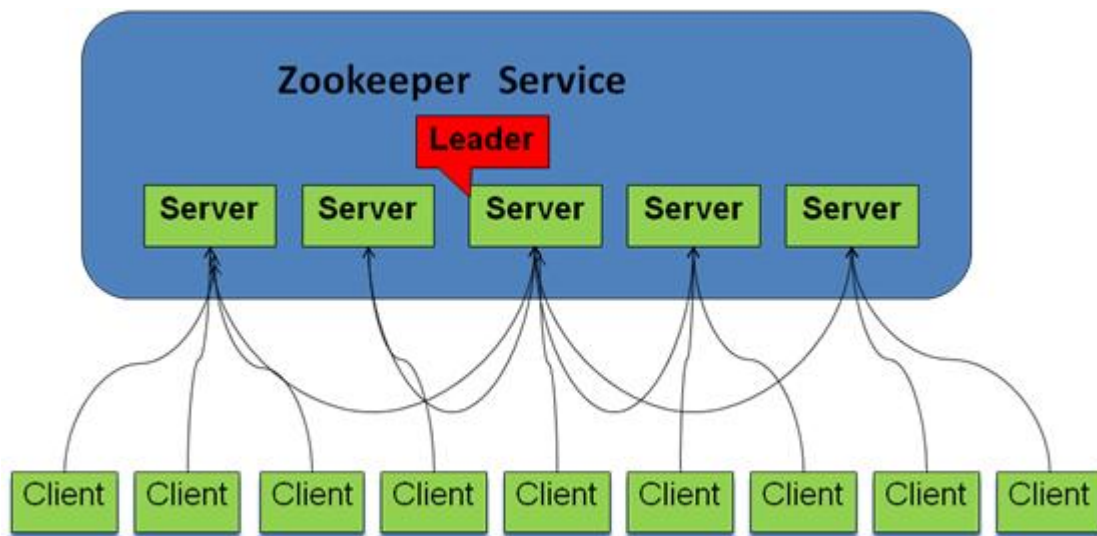 Zookeeper Service
Leader
Server Server Server Server Server
Client Client Client Client Client Client Client Client Client